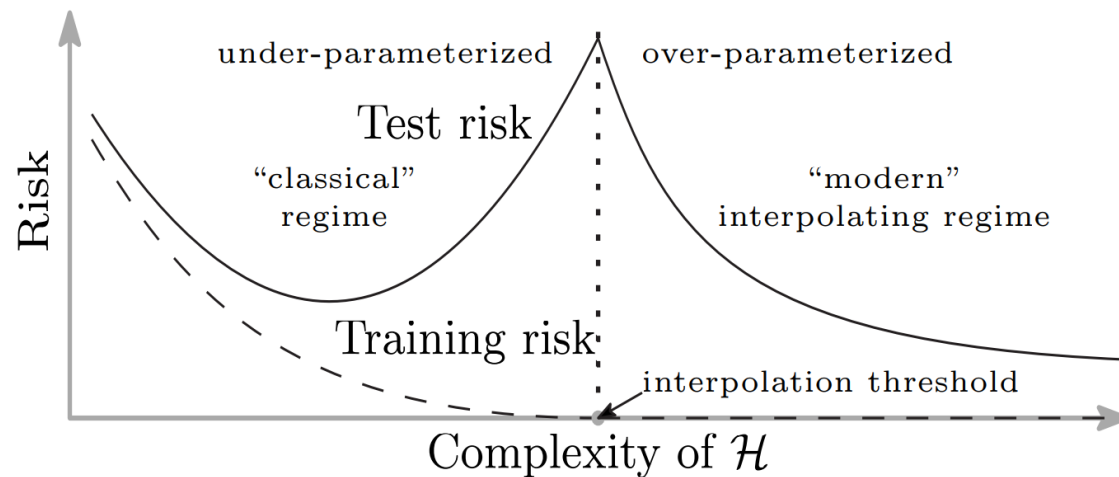 under-parameterized
over-parameterized
Test risk
“classical”
regime
“modern”
interpolating regime
Risk
Training risk
interpolation threshold
Complexity of ℋ